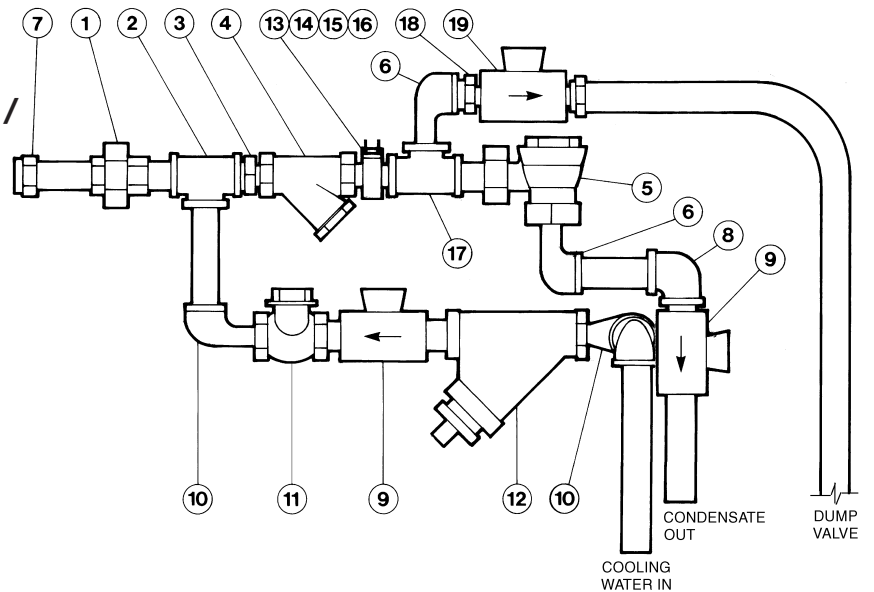 7 1 2 3 4 13 14 15 16 18 19
6
/
5
6
8
17
9
10 11 9 12 10
CONDENSATE
OUT
DUMP
VALVE
COOLING
WATER IN